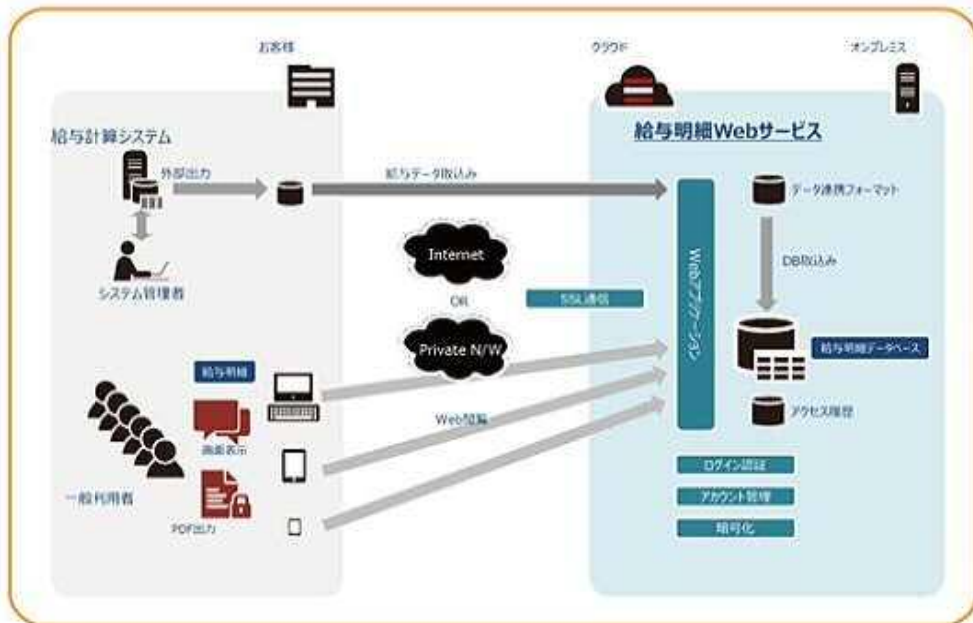 お客様
クラウド
オンプレミス
給与計算システム
外部出力
システム管理者
給与データ取込み
Internet
OR
Private N/W
SSL通信
給与明細Webサービス
Webアプリケーション
データ連携フォーマット
DB取込み
給与明細データベース
アクセス履歴
給与明細
画面表示
一般利用者
PDF出力
Web閲覧
ログイン認証
アカウント管理
暗号化